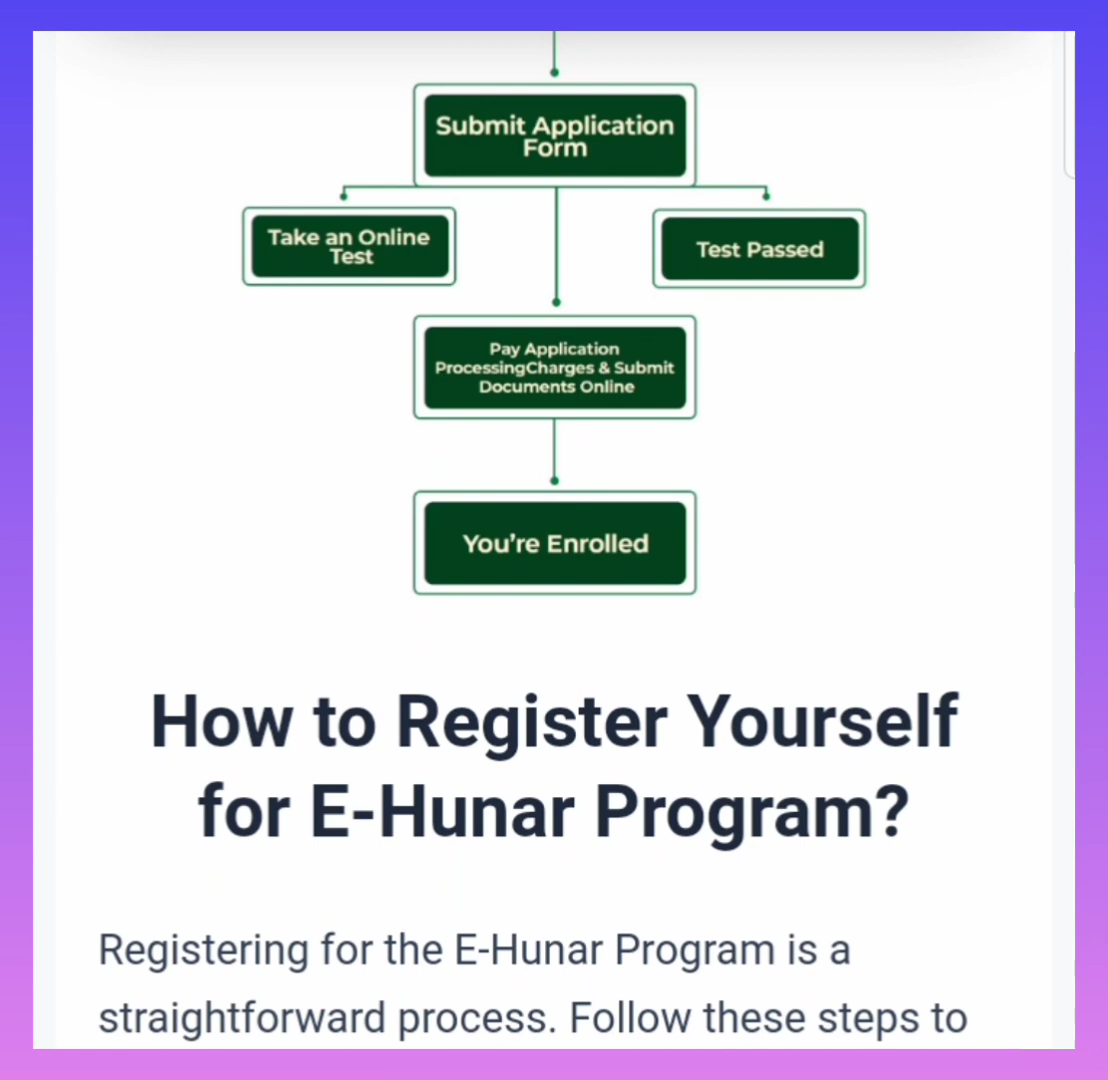 Submit Application
Form
Take an Online
Test
Test Passed
Pay Application
ProcessingCharges & Submit
Documents Online
You’re Enrolled
How to Register Yourself
for E-Hunar Program?
Registering for the E-Hunar Program is a
straightforward process. Follow these steps to